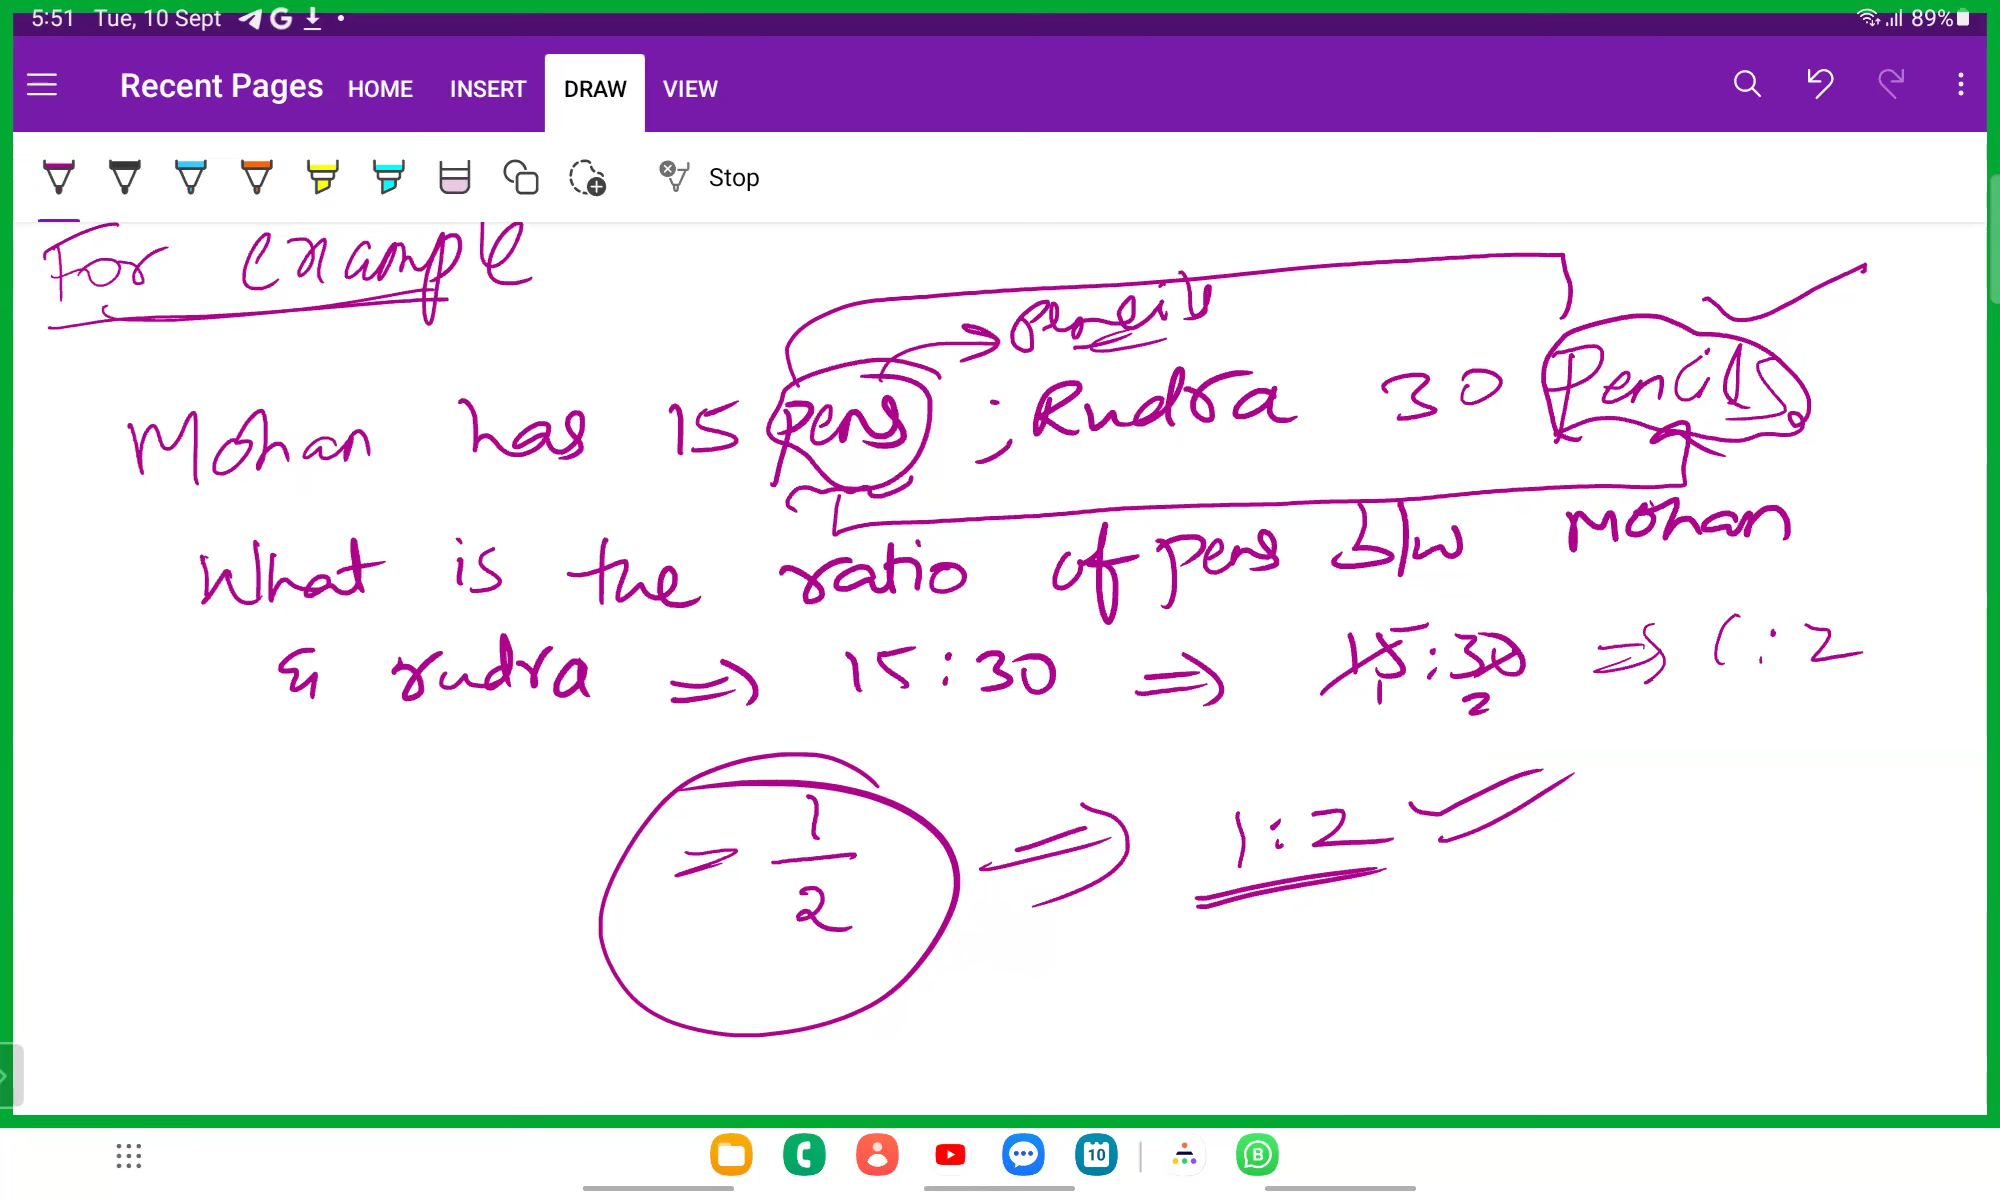 5:51 Tue, 10 Sept 89%
Recent Pages HOME INSERT DRAW VIEW
Stop
For example
Pencil
Mohan has 15 pens ; Rudra 30 Pencils
What is the ratio of pens b/w Mohan
& rudra ⇒ 15:30 ⇒ 15:30 ⇒ 1:2
1 2
= 1/2 ⇒ 1:2
10
B